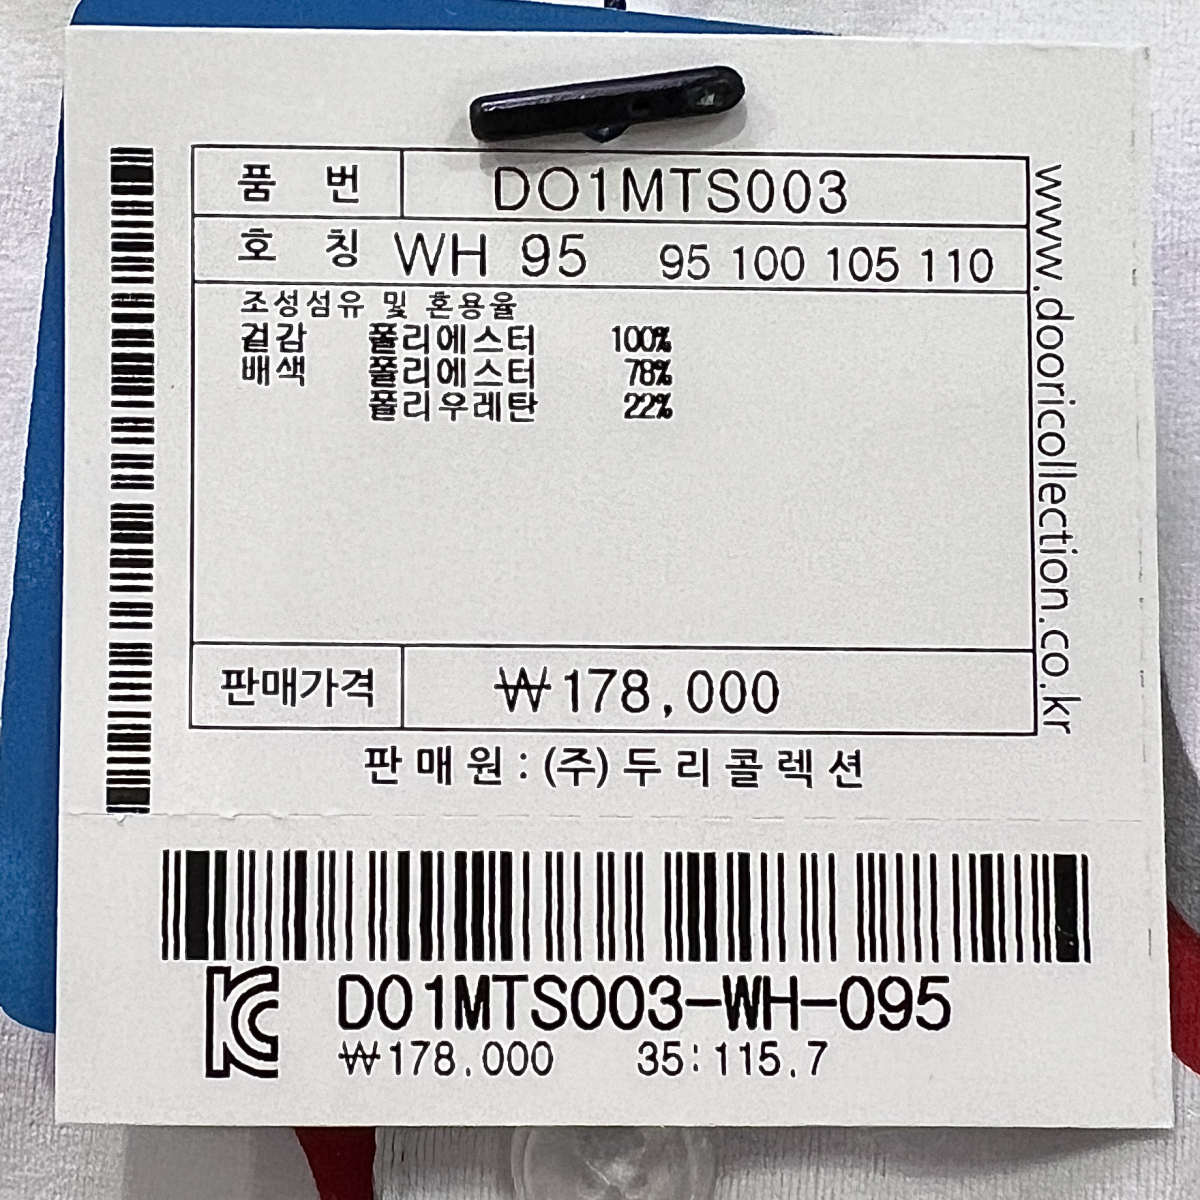 품 번 DO1MTS003
호 칭 WH 95 95 100 105 110
조성섬유 및 혼용율
겉감 폴리에스터 100%
배색 폴리에스터 78%
폴리우레탄 22%
판매가격 ₩178,000
판매원:(주)두리콜렉션
www.dooricollection.co.kr
KC DO1MTS003-WH-095
₩178,000 35:115.7